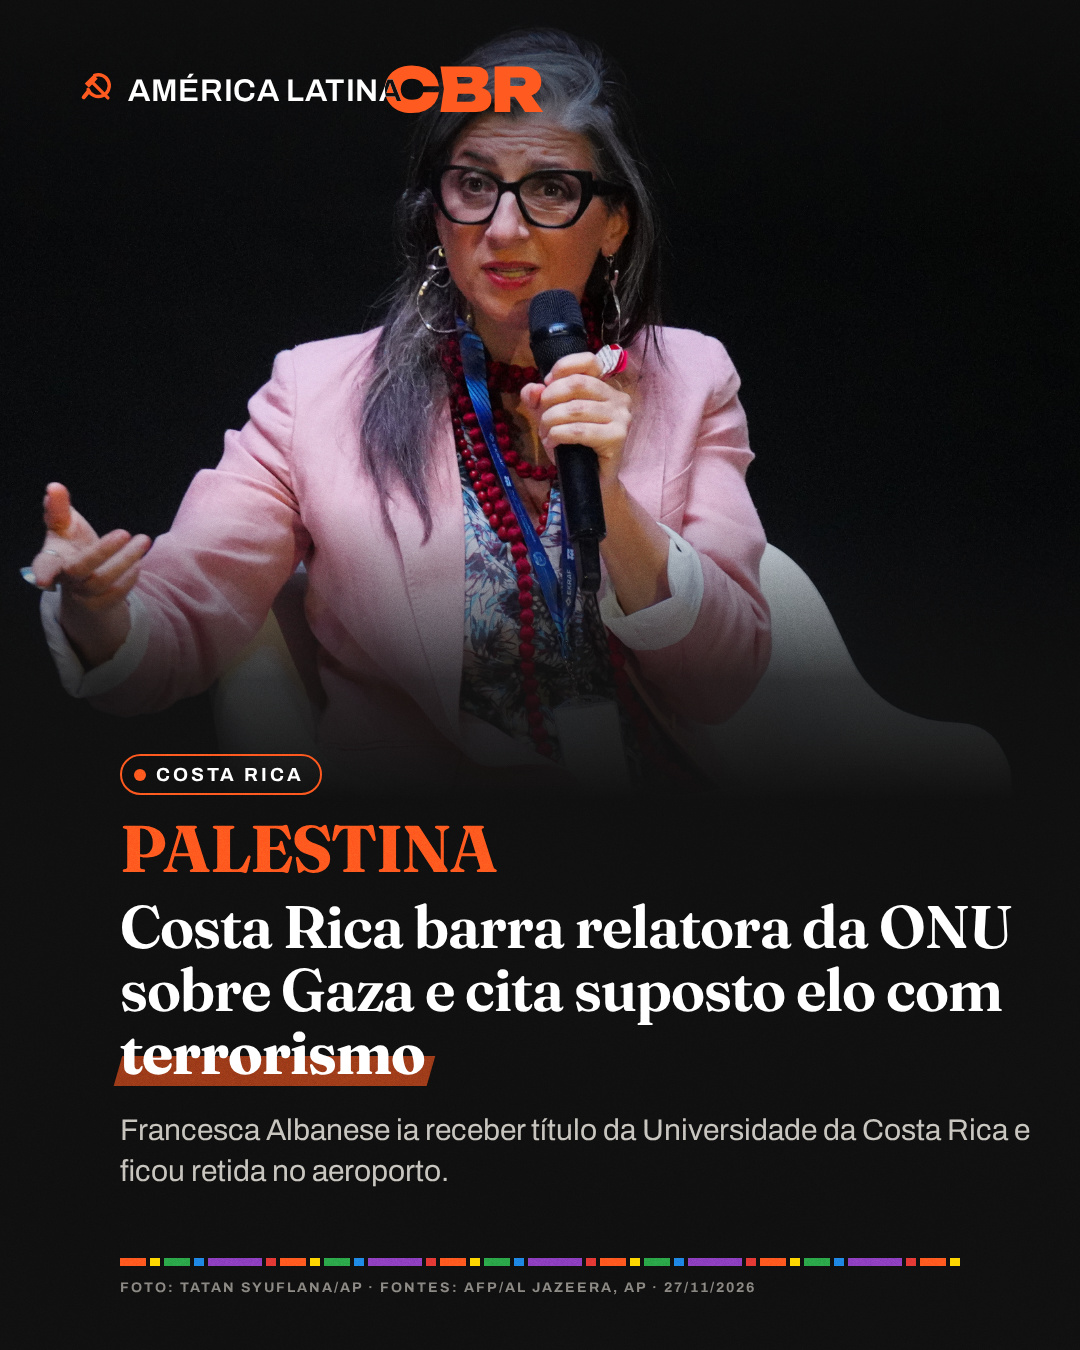 AMÉRICA LATINA CBR
COSTA RICA
PALESTINA
Costa Rica barra relatora da ONU
sobre Gaza e cita suposto elo com
terrorismo
Francesca Albanese ia receber título da Universidade da Costa Rica e
ficou retida no aeroporto.
FOTO: TATAN SYUFLANA/AP · FONTES: AFP/AL JAZEERA, AP · 27/11/2026